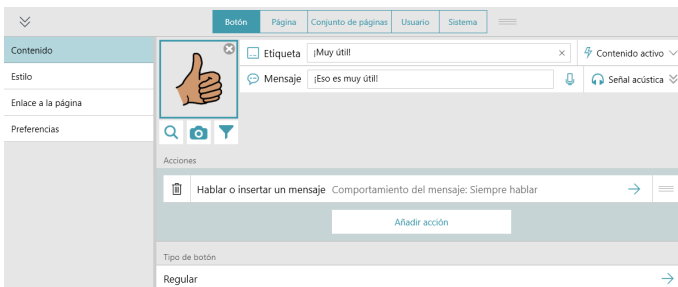 Botón Página Conjunto de páginas Usuario Sistema
Contenido
Estilo
Enlace a la página
Preferencias
Etiqueta ¡Muy útil! Contenido activo
Mensaje ¡Eso es muy útil! Señal acústica
Acciones
Hablar o insertar un mensaje Comportamiento del mensaje: Siempre hablar
Añadir acción
Tipo de botón
Regular